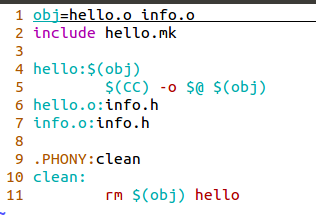 1 obj=hello.o info.o
2 include hello.mk
3
4 hello:$(obj)
5         $(CC) -o $@ $(obj)
6 hello.o:info.h
7 info.o:info.h
8
9 .PHONY:clean
10 clean:
11         rm $(obj) hello
~